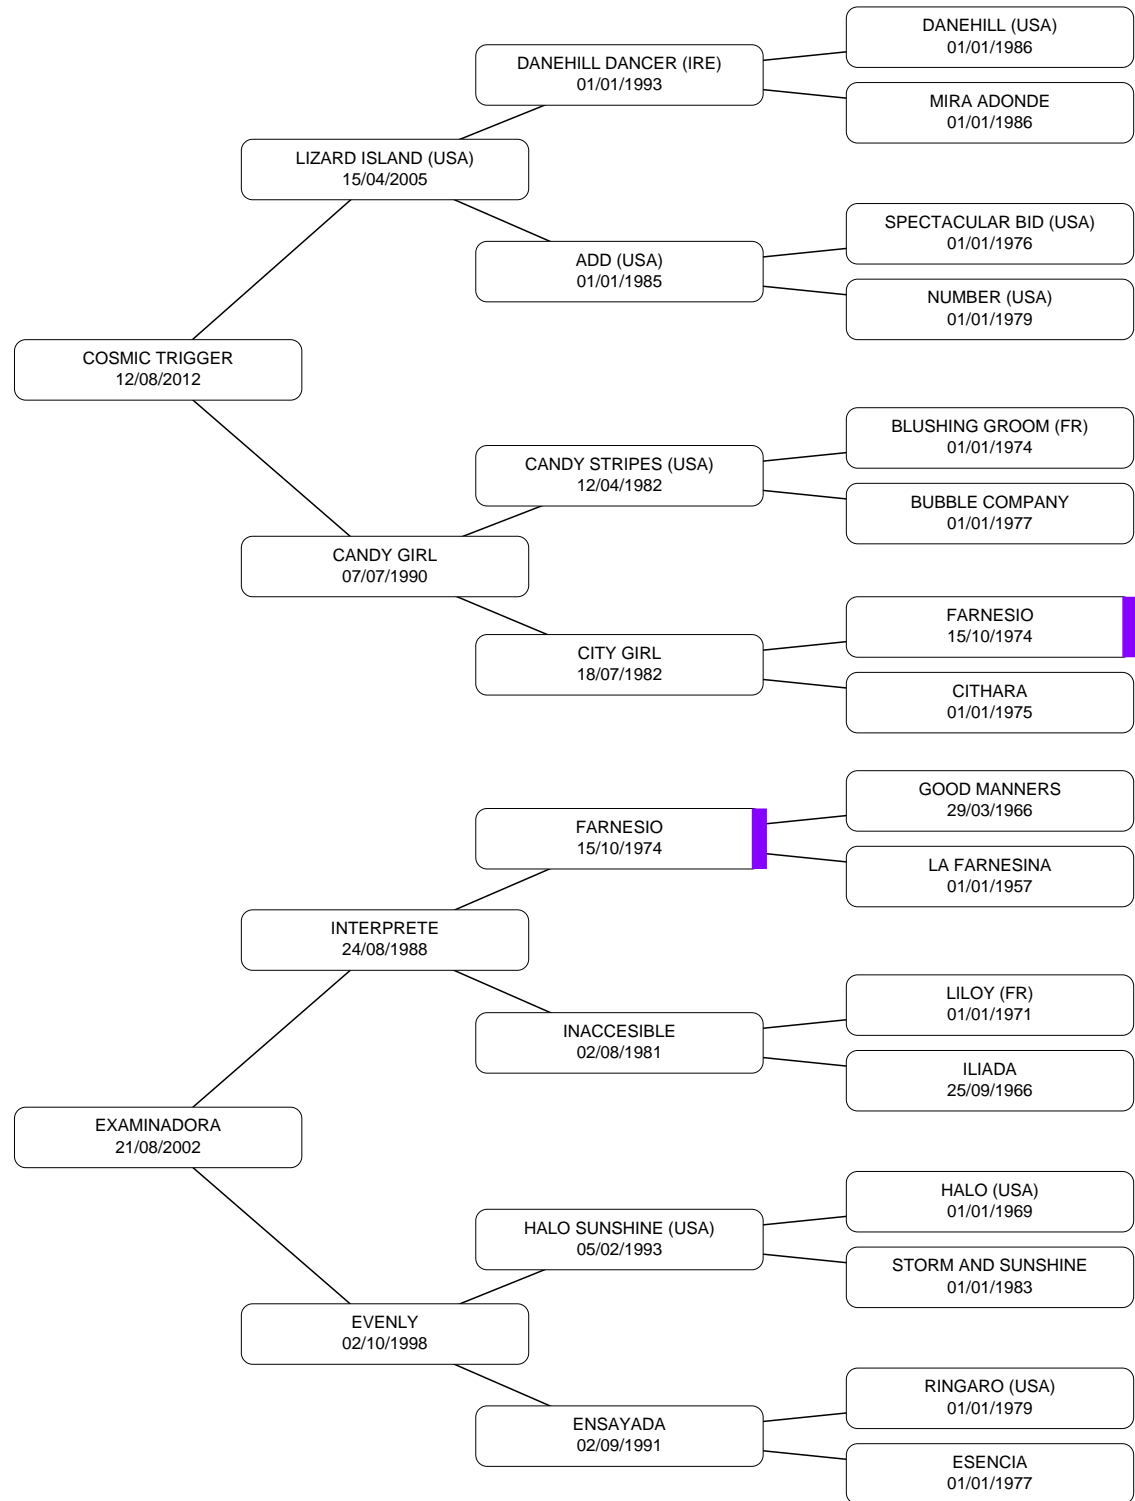 DANEHILL (USA)
01/01/1986
DANEHILL DANCER (IRE)
01/01/1993
MIRA ADONDE
01/01/1986
LIZARD ISLAND (USA)
15/04/2005
SPECTACULAR BID (USA)
01/01/1976
ADD (USA)
01/01/1985
NUMBER (USA)
01/01/1979
COSMIC TRIGGER
12/08/2012
BLUSHING GROOM (FR)
01/01/1974
CANDY STRIPES (USA)
12/04/1982
BUBBLE COMPANY
01/01/1977
CANDY GIRL
07/07/1990
FARNESIO
15/10/1974
CITY GIRL
18/07/1982
CITHARA
01/01/1975
GOOD MANNERS
29/03/1966
FARNESIO
15/10/1974
LA FARNESINA
01/01/1957
INTERPRETE
24/08/1988
LILOY (FR)
01/01/1971
INACCESIBLE
02/08/1981
ILIADA
25/09/1966
EXAMINADORA
21/08/2002
HALO (USA)
01/01/1969
HALO SUNSHINE (USA)
05/02/1993
STORM AND SUNSHINE
01/01/1983
EVENLY
02/10/1998
RINGARO (USA)
01/01/1979
ENSAYADA
02/09/1991
ESENCIA
01/01/1977